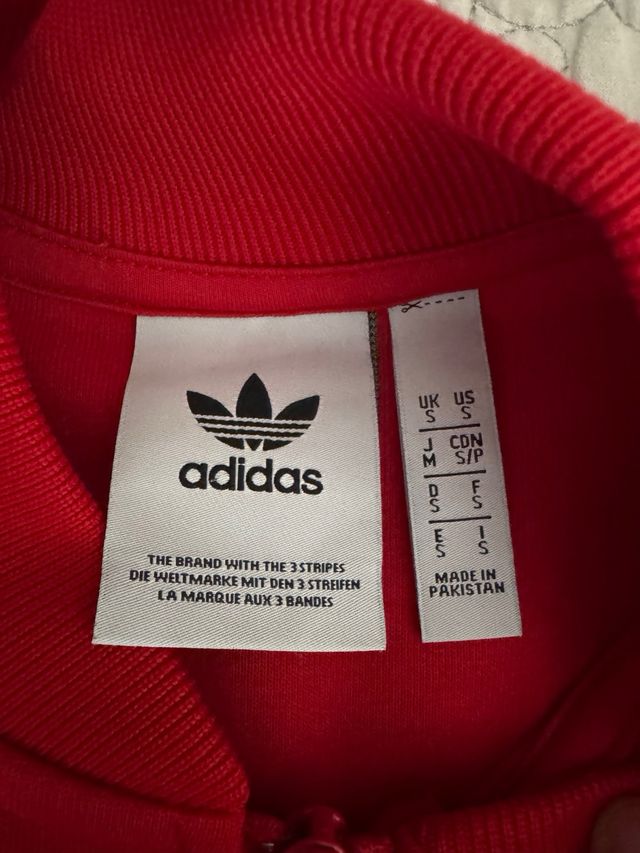 adidas
THE BRAND WITH THE 3 STRIPES
DIE WELTMARKE MIT DEN 3 STREIFEN
LA MARQUE AUX 3 BANDES
UK US
S S
J CDN
M S/P
D F
S S
E I
S S
MADE IN
PAKISTAN